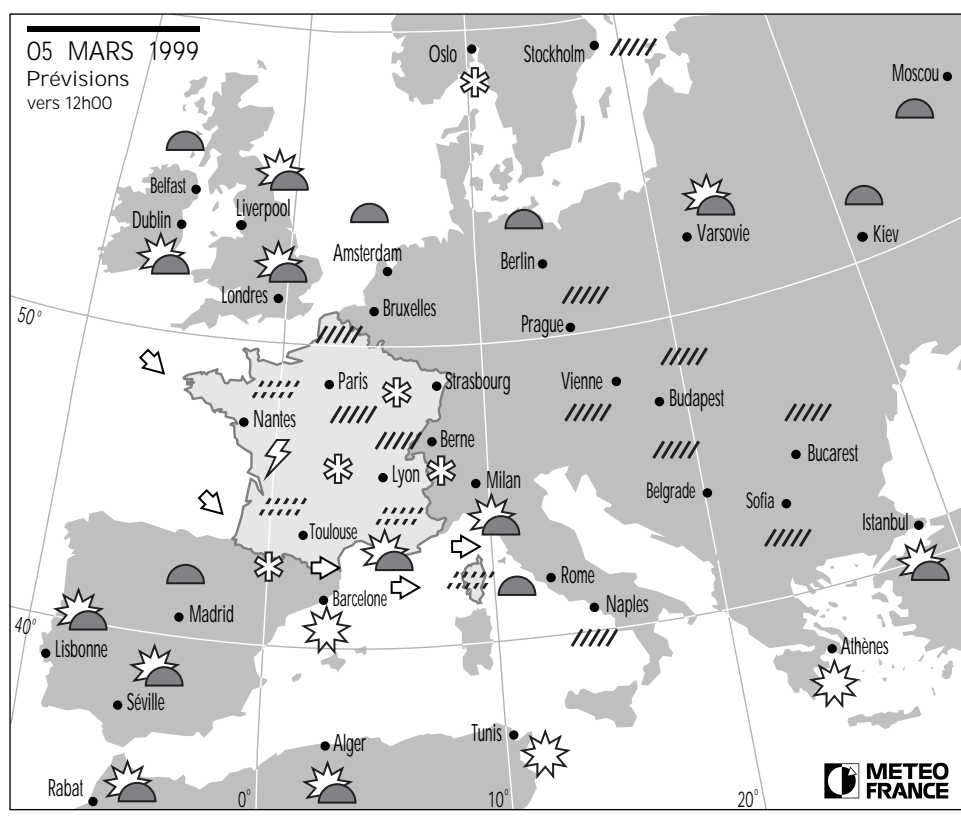 05 MARS 1999
Prévisions
vers 12h00
Oslo
Stockholm
Moscou
Belfast
Dublin
Liverpool
Varsovie
Kiev
Amsterdam
Berlin
Londres
Bruxelles
50°
Prague
Paris
Strasbourg
Vienne
Budapest
Nantes
Berne
Bucarest
Lyon
Milan
Belgrade
Sofia
Istanbul
Toulouse
Rome
Barcelone
Naples
Madrid
40°
Lisbonne
Athènes
Séville
Tunis
Alger
Rabat
0°
10°
20°
METEO
FRANCE